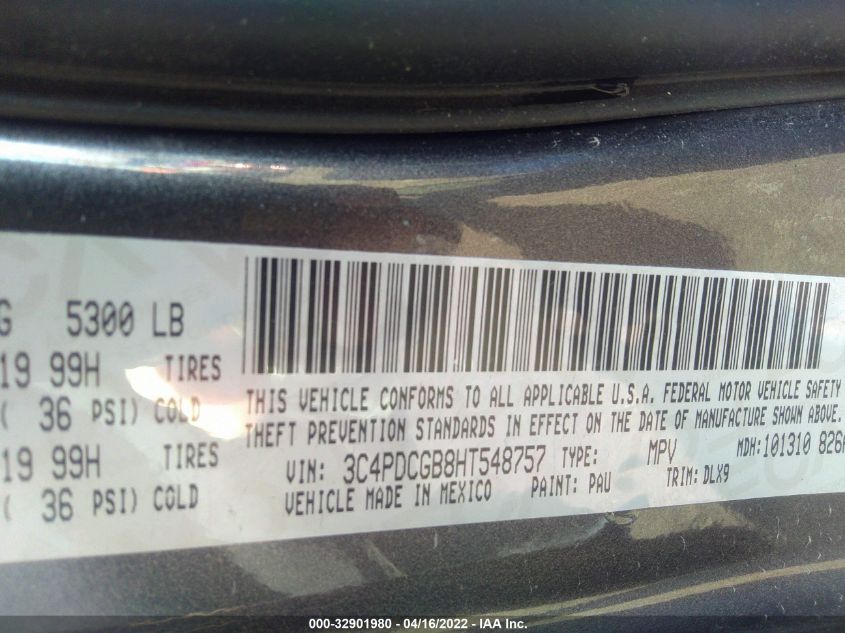 G 5300 LB
19 99H TIRES
( 36 PSI) COLD
19 99H TIRES
( 36 PSI) COLD
THIS VEHICLE CONFORMS TO ALL APPLICABLE U.S.A. FEDERAL MOTOR VEHICLE SAFETY
THEFT PREVENTION STANDARDS IN EFFECT ON THE DATE OF MANUFACTURE SHOWN ABOVE.
VIN: 3C4PDCGB8HT548757 TYPE: MPV MDH:101310 826
VEHICLE MADE IN MEXICO PAINT: PAU TRIM: DLX9
000-32901980 - 04/16/2022 - IAA Inc.